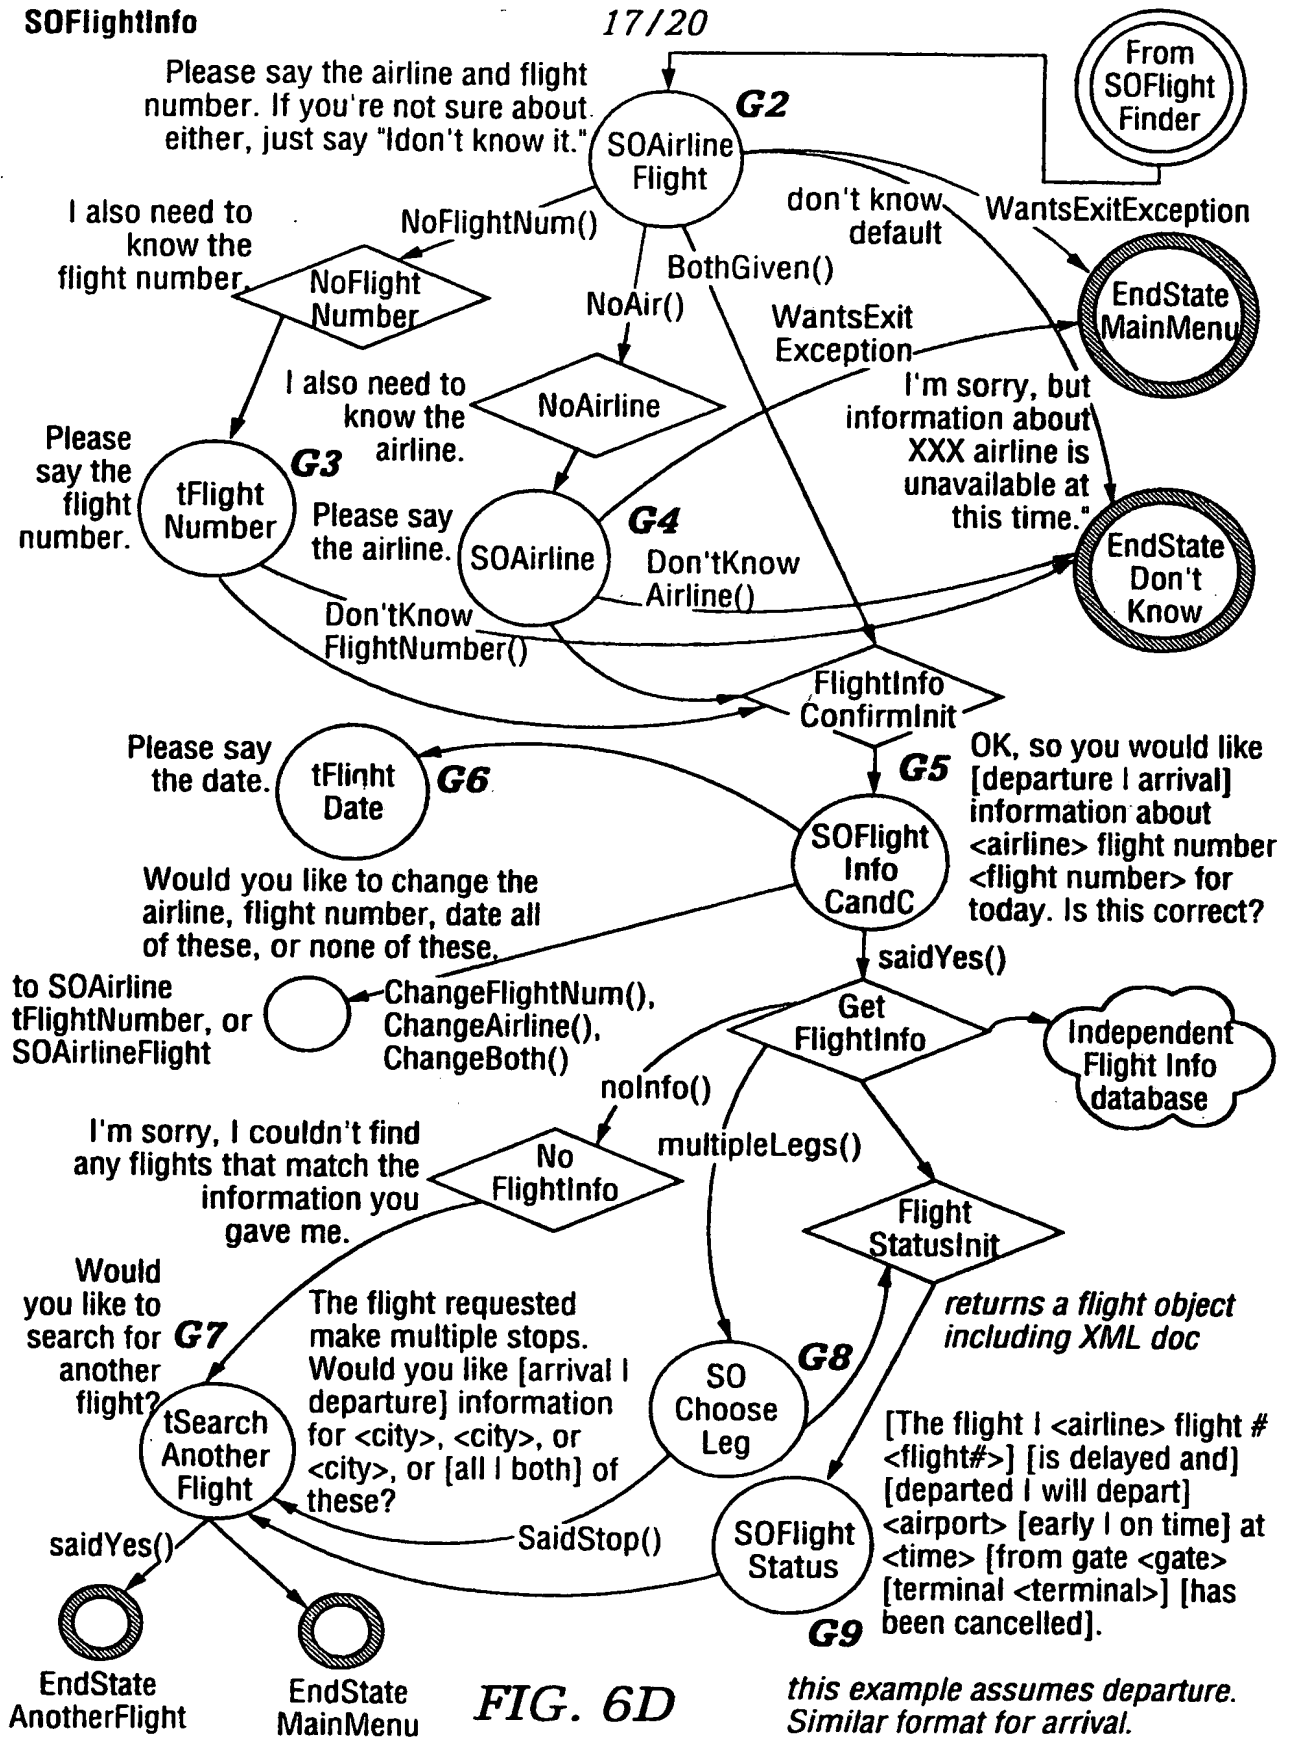 SOFlightInfo
17/20
From
SOFlight
Finder
Please say the airline and flight
number. If you're not sure about
either, just say "Idon't know it."
G2
SOAirline
Flight
don't know
default
WantsExitException
I also need to
know the
flight number.
NoFlightNum()
NoFlight
Number
BothGiven()
NoAir()
WantsExit
Exception
EndState
MainMenu
I also need to
know the
airline.
NoAirline
I'm sorry, but
information about
XXX airline is
unavailable at
this time."
Please
say the
flight
number.
G3
tFlight
Number
Please say
the airline.
G4
SOAirline
Don'tKnow
Airline()
EndState
Don't
Know
Don'tKnow
FlightNumber()
FlightInfo
ConfirmInit
Please say
the date.
tFlight
Date
G6
G5
OK, so you would like
[departure | arrival]
information about
<airline> flight number
<flight number> for
today. Is this correct?
SOFlight
Info
CandC
Would you like to change the
airline, flight number, date all
of these, or none of these.
saidYes()
to SOAirline
tFlightNumber, or
SOAirlineFlight
ChangeFlightNum(),
ChangeAirline(),
ChangeBoth()
Get
FlightInfo
Independent
Flight Info
database
noInfo()
I'm sorry, I couldn't find
any flights that match the
information you
gave me.
No
FlightInfo
multipleLegs()
Flight
StatusInit
Would
you like to
search for
another
flight?
G7
The flight requested
make multiple stops.
Would you like [arrival |
departure] information
for <city>, <city>, or
<city>, or [all | both] of
these?
returns a flight object
including XML doc
G8
SO
Choose
Leg
tSearch
Another
Flight
[The flight | <airline> flight #
<flight#>] [is delayed and]
[departed | will depart]
<airport> [early | on time] at
<time> [from gate <gate>
[terminal <terminal>] [has
been cancelled].
SaidStop()
SOFlight
Status
saidYes()
G9
EndState
AnotherFlight
EndState
MainMenu
FIG. 6D
this example assumes departure.
Similar format for arrival.